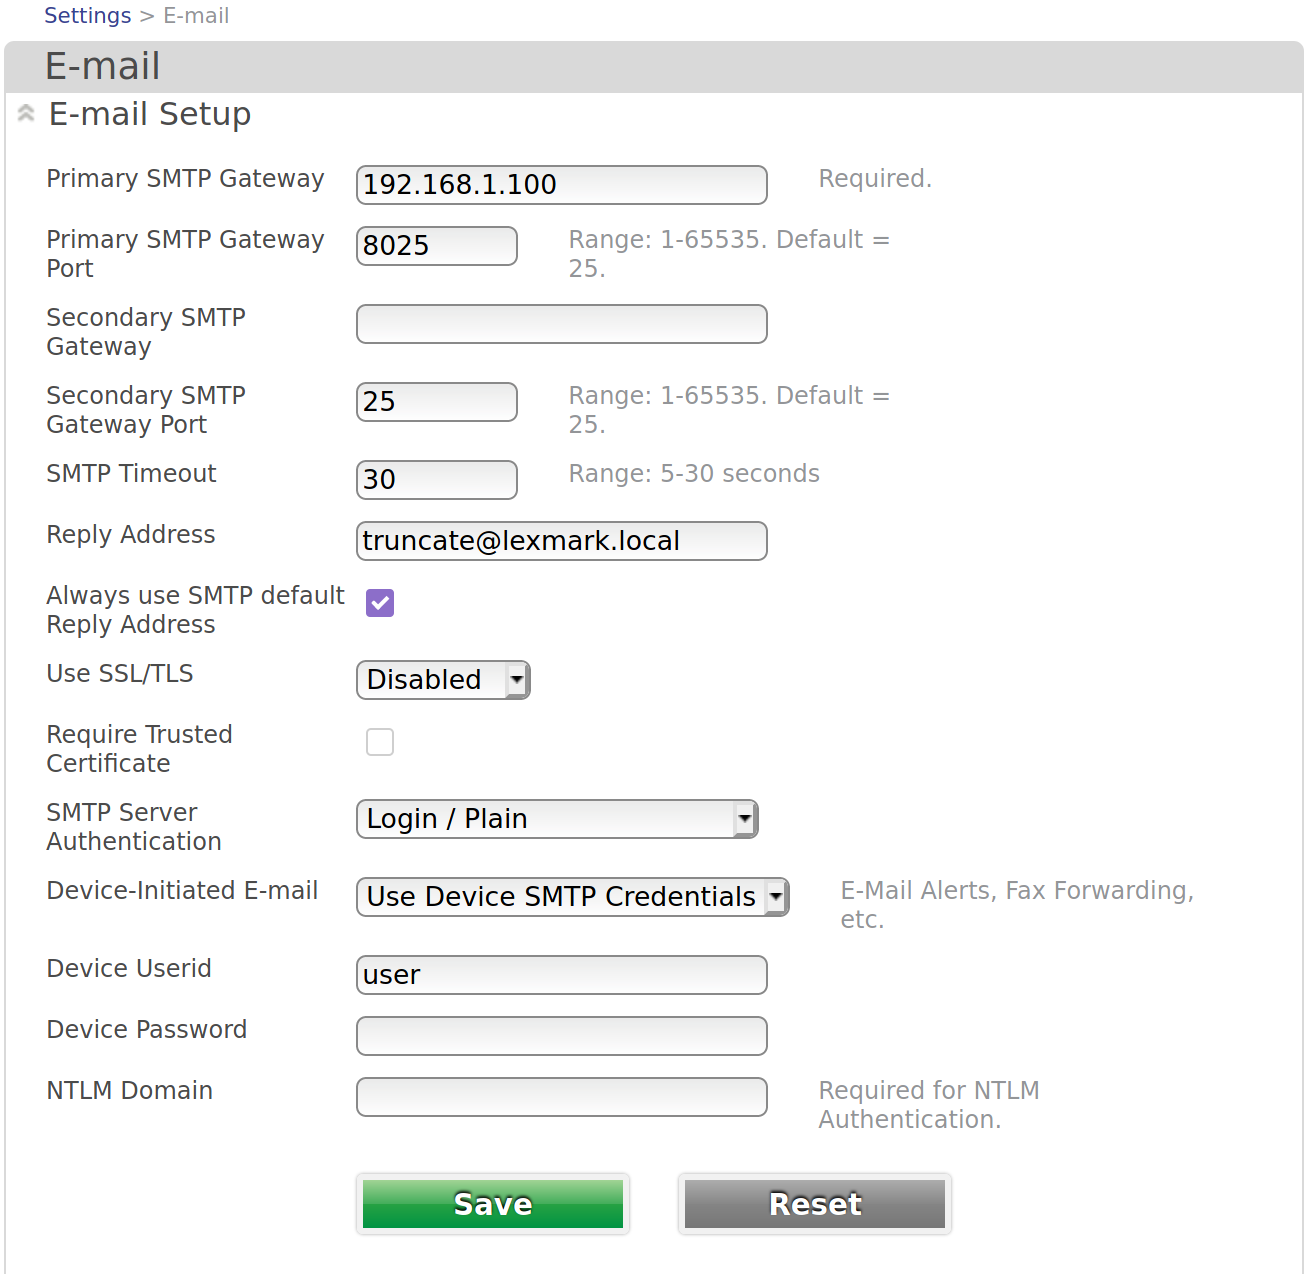 Settings > E-mail
E-mail
E-mail Setup
Primary SMTP Gateway 192.168.1.100 Required.
Primary SMTP Gateway
Port
8025
Range: 1-65535. Default =
25.
Secondary SMTP
Gateway
Secondary SMTP
Gateway Port
25
Range: 1-65535. Default =
25.
SMTP Timeout 30 Range: 5-30 seconds
Reply Address truncate@lexmark.local
Always use SMTP default
Reply Address
Use SSL/TLS Disabled
Require Trusted
Certificate
SMTP Server
Authentication
Login / Plain
Device-Initiated E-mail Use Device SMTP Credentials
E-Mail Alerts, Fax Forwarding,
etc.
Device Userid user
Device Password
NTLM Domain
Required for NTLM
Authentication.
Save Reset